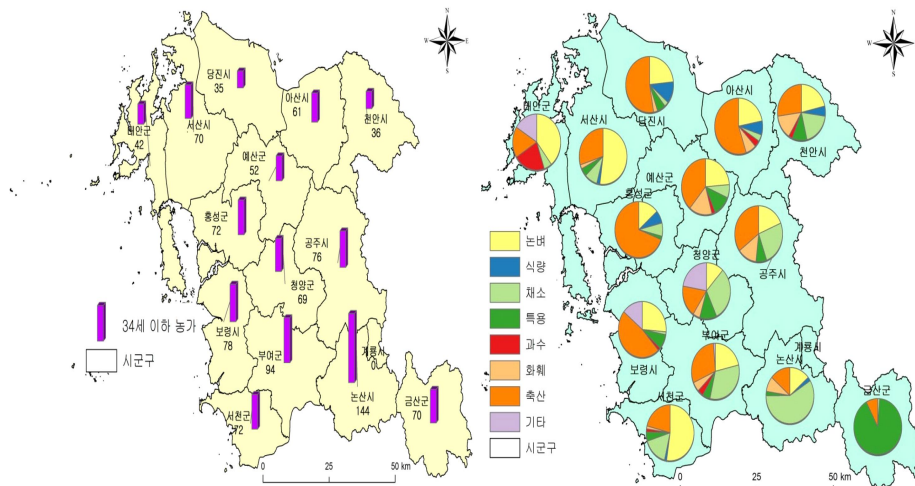 N
W
E
S
당진시
35
아산시
61
천안시
36
태안군
42
서산시
70
예산군
52
홍성군
72
공주시
76
청양군
69
보령시
78
부여군
94
계룡시
0
논산시
144
금산군
70
서천군
72
34세 이하 농가
시군구
0
25
50 km
N
W
E
S
태안군
서산시
당진시
아산시
천안시
예산군
홍성군
공주시
청양군
보령시
부여군
계룡시
논산시
금산군
서천군
논벼
식량
채소
특용
과수
화훼
축산
기타
시군구
0
25
50 km